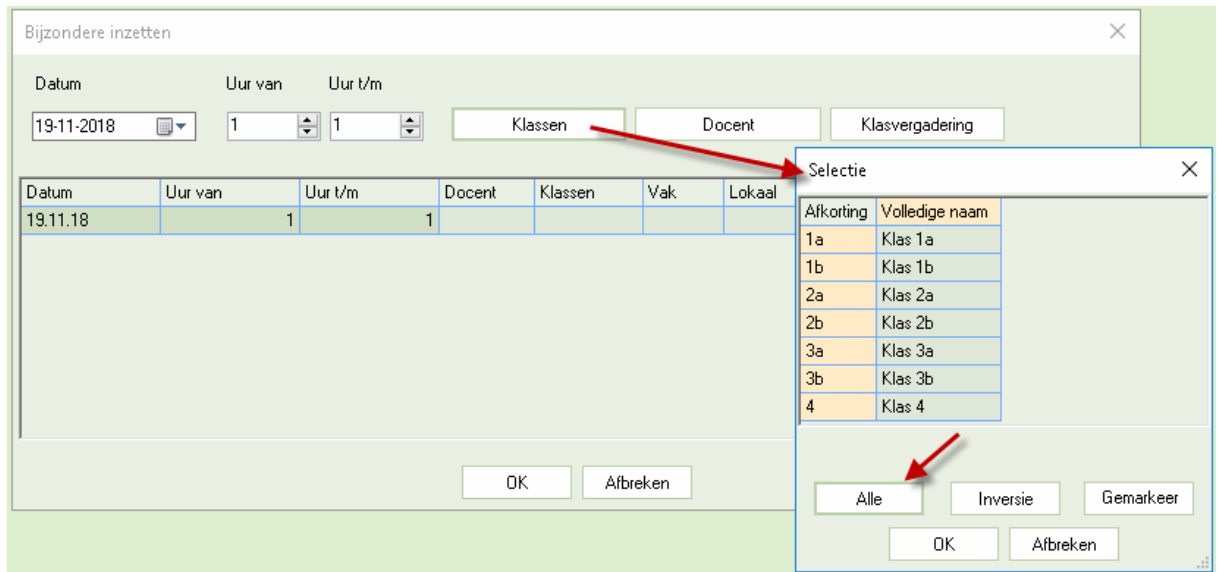 Bijzondere inzetten
Datum Uur van Uur t/m
19-11-2018 1 1 Klassen Docent Klasvergadering
Datum Uur van Uur t/m Docent Klassen Vak Lokaal
19.11.18 1 1
OK Afbreken
Selectie
Afkorting Volledige naam
1a Klas 1a
1b Klas 1b
2a Klas 2a
2b Klas 2b
3a Klas 3a
3b Klas 3b
4 Klas 4
Alle Inversie Gemarkeer
OK Afbreken